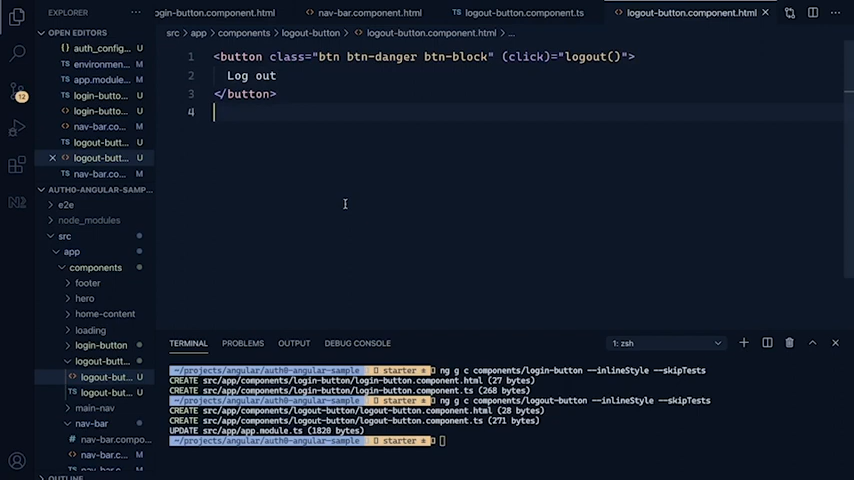 EXPLORER
ogin-button.component.html
nav-bar.component.html
logout-button.component.ts
logout-button.component.html
src > app > components > logout-button > logout-button.component.html > ...
OPEN EDITORS
auth_config... U
environmen... M
app.module... M
login-butto... U
login-butto... U
nav-bar.co... M
logout-butt... U
logout-butt... U
nav-bar.co... M
12
1 <button class="btn btn-danger btn-block" (click)="logout()">
2 Log out
3 </button>
4
AUTH0-ANGULAR-SAMP...
e2e
node_modules
src
app
components
footer
hero
home-content
loading
login-button
logout-butt...
logout-but... U
logout-but... U
main-nav
nav-bar
nav-bar.compo...
nav-bar.co... M
nav-bar.co... M
OUTLINE
TERMINAL PROBLEMS OUTPUT DEBUG CONSOLE 1: zsh
~/projects/angular/auth0-angular-sample starter ± ng g c components/login-button --inlineStyle --skipTests
CREATE src/app/components/login-button/login-button.component.html (27 bytes)
CREATE src/app/components/login-button/login-button.component.ts (268 bytes)
~/projects/angular/auth0-angular-sample starter ± ng g c components/logout-button --inlineStyle --skipTests
CREATE src/app/components/logout-button/logout-button.component.html (28 bytes)
CREATE src/app/components/logout-button/logout-button.component.ts (271 bytes)
UPDATE src/app/app.module.ts (1820 bytes)
~/projects/angular/auth0-angular-sample starter ±